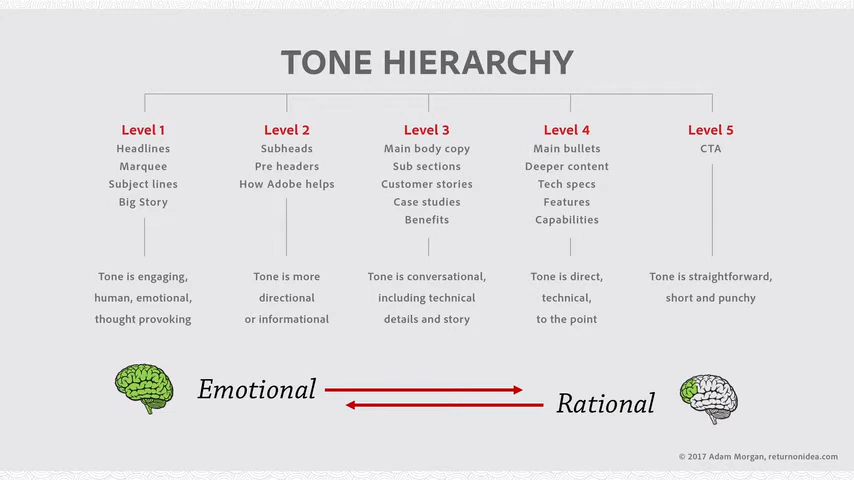 TONE HIERARCHY
Level 1
Headlines
Marquee
Subject lines
Big Story
Tone is engaging,
human, emotional,
thought provoking
Level 2
Subheads
Pre headers
How Adobe helps
Tone is more
directional
or informational
Level 3
Main body copy
Sub sections
Customer stories
Case studies
Benefits
Tone is conversational,
including technical
details and story
Level 4
Main bullets
Deeper content
Tech specs
Features
Capabilities
Tone is direct,
technical,
to the point
Level 5
CTA
Tone is straightforward,
short and punchy
Emotional
Rational
© 2017 Adam Morgan, returnonidea.com